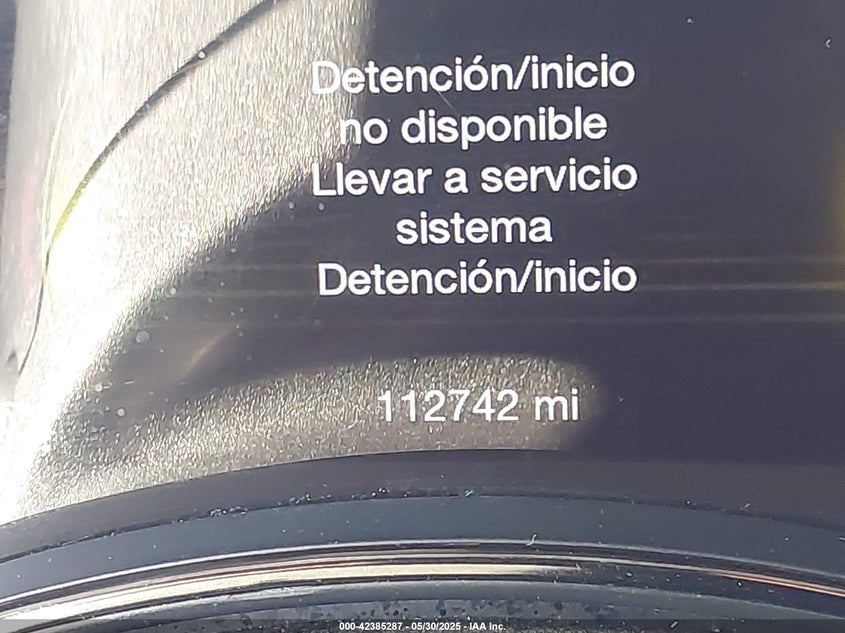 Detención/inicio
no disponible
Llevar a servicio
sistema
Detención/inicio
112742 mi
000-42385287 - 05/30/2025 - IAA Inc.